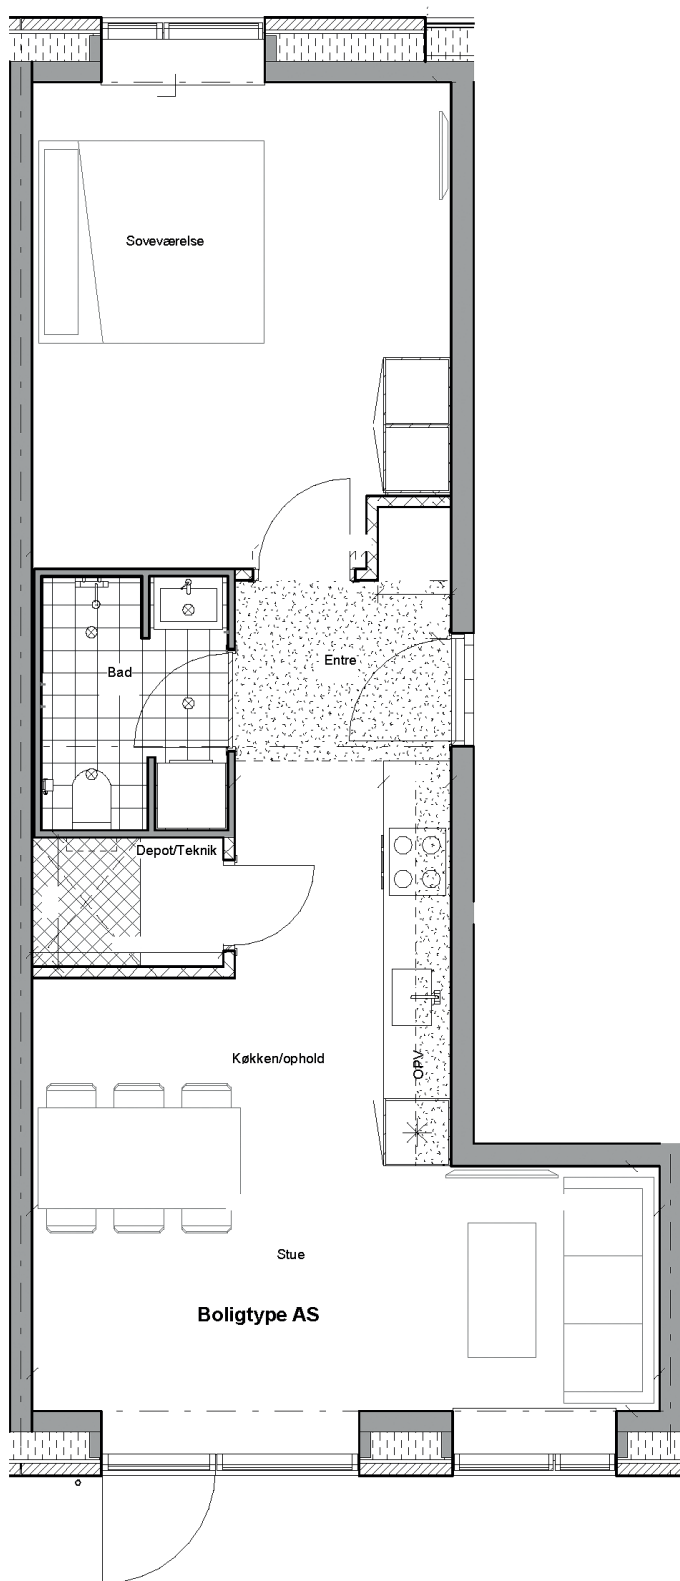 Soveværelse
Entre
Bad
Depot/Teknik
Køkken/ophold
OPV
Stue
Boligtype AS